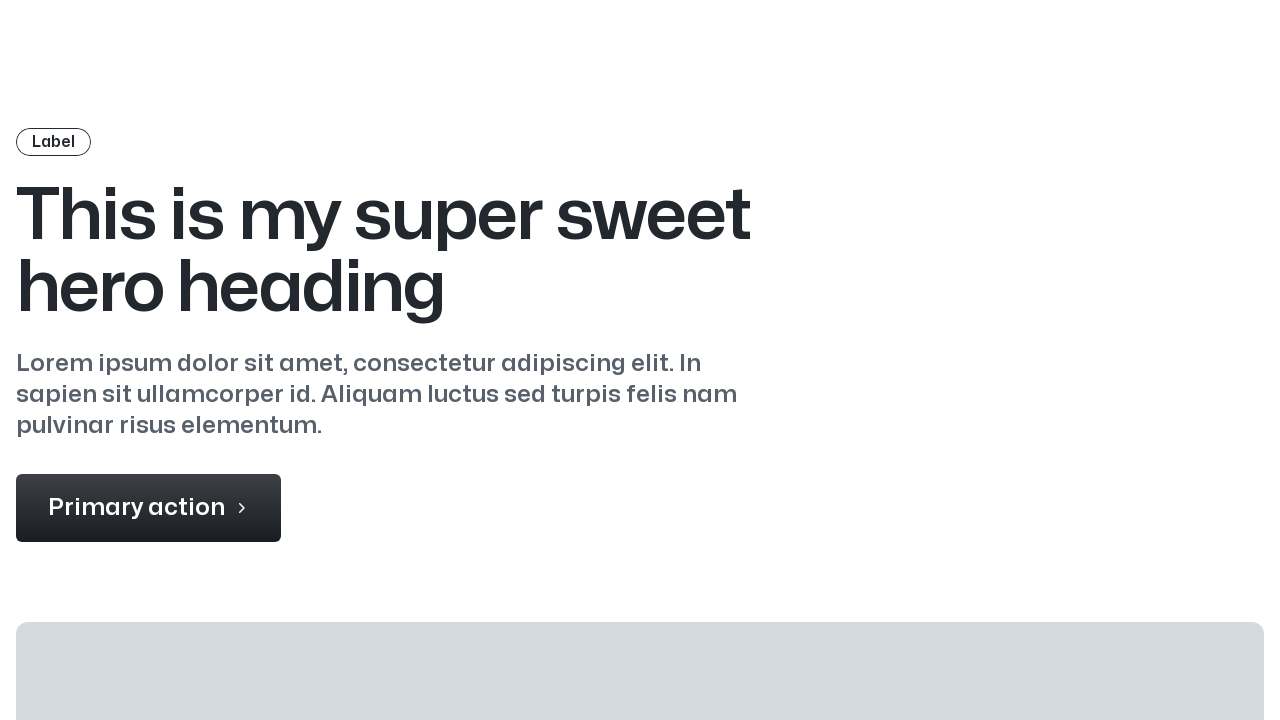 Label
This is my super sweet
hero heading
Lorem ipsum dolor sit amet, consectetur adipiscing elit. In
sapien sit ullamcorper id. Aliquam luctus sed turpis felis nam
pulvinar risus elementum.
Primary action